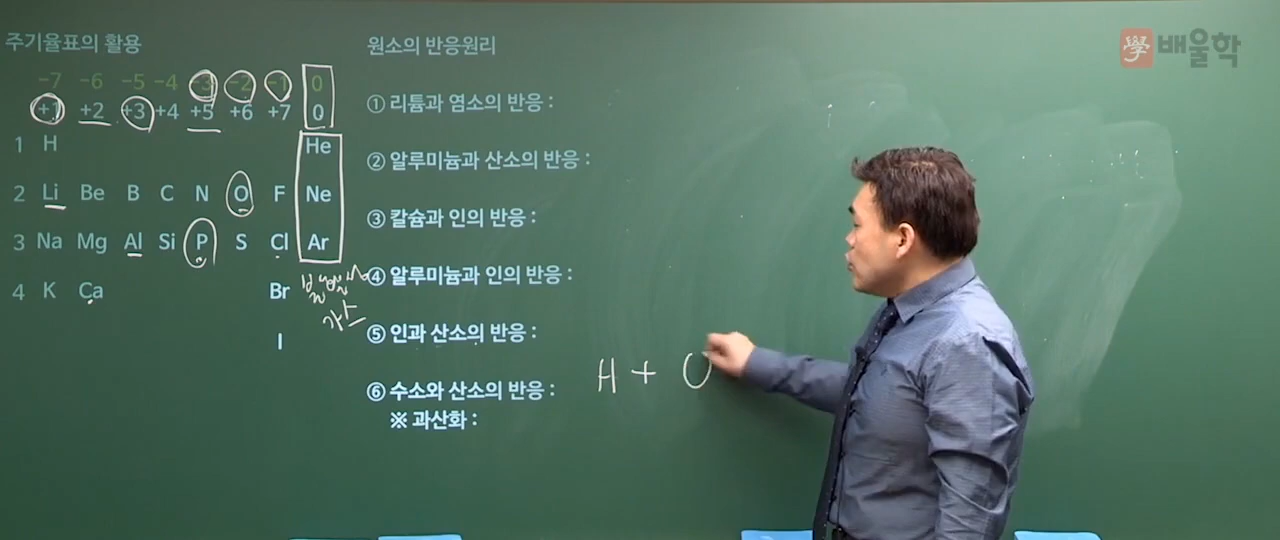 주기율표의 활용
-7 -6 -5 -4 -3 -2 -1 0
+1 +2 +3 +4 +5 +6 +7 0
1 H He
2 Li Be B C N O F Ne
3 Na Mg Al Si P S Cl Ar
4 K Ca Br
I
불활성
가스
원소의 반응원리
① 리튬과 염소의 반응 :
② 알루미늄과 산소의 반응 :
③ 칼슘과 인의 반응 :
④ 알루미늄과 인의 반응 :
⑤ 인과 산소의 반응 :
⑥ 수소와 산소의 반응 : H + O
※ 과산화 :
學 배울학